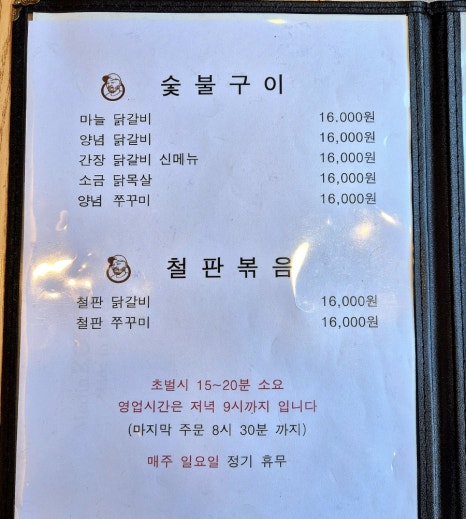 숯불구이
마늘 닭갈비 16.000원
양념 닭갈비 16,000원
간장 닭갈비 신메뉴 16,000원
소금 닭목살 16,000원
양념 쭈꾸미 16,000원
철판볶음
철판 닭갈비 16,000원
철판 쭈꾸미 16,000원
초벌시 15~20분 소요
영업시간은 저녁 9시까지 입니다
(마지막 주문 8시 30분 까지)
매주 일요일 정기 휴무